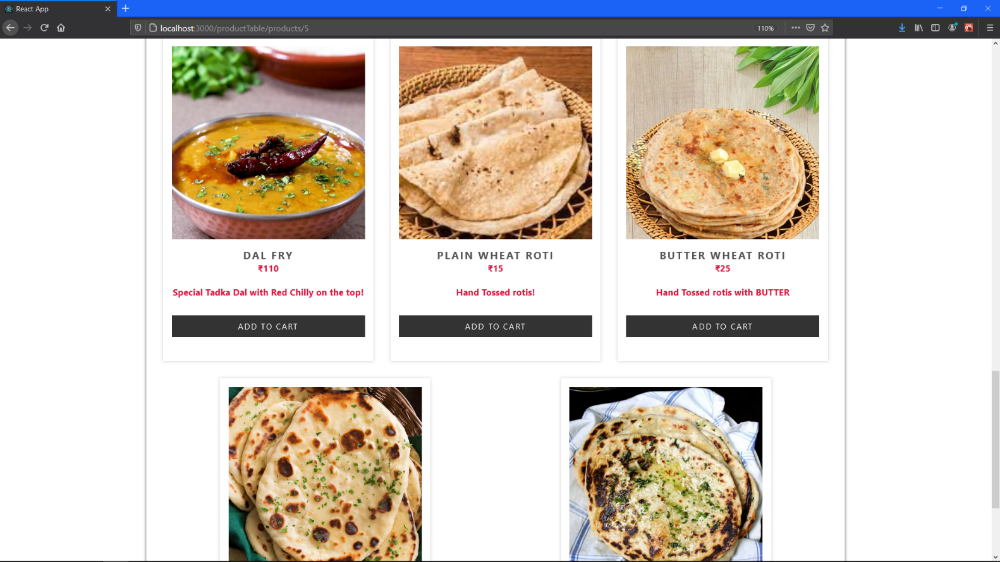 React App
localhost:3000/productTable/products/5
110%
DAL FRY
₹110
Special Tadka Dal with Red Chilly on the top!
ADD TO CART
PLAIN WHEAT ROTI
₹15
Hand Tossed rotis!
ADD TO CART
BUTTER WHEAT ROTI
₹25
Hand Tossed rotis with BUTTER
ADD TO CART